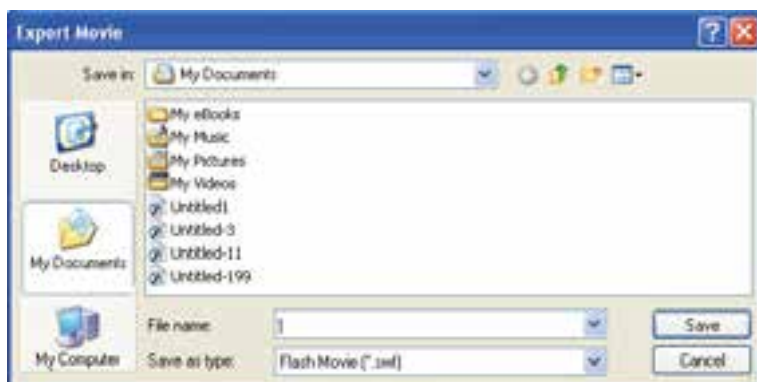 Export Movie
Save in: My Documents
My eBooks
My Music
My Pictures
My Videos
Untitled1
Untitled-3
Untitled-11
Untitled-199
Desktop
My Documents
My Computer
File name: 1
Save
Save as type: Flash Movie (*.swf)
Cancel